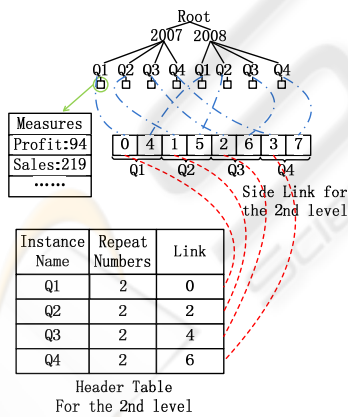 Root
2007 2008
Q1 Q2 Q3 Q4 Q1 Q2 Q3 Q4
Measures
Profit:94
Sales:219
……
0 4 1 5 2 6 3 7
Q1 Q2 Q3 Q4
Side Link for
the 2nd level
Instance Name Repeat Numbers Link
Q1 2 0
Q2 2 2
Q3 2 4
Q4 2 6
Header Table
For the 2nd level